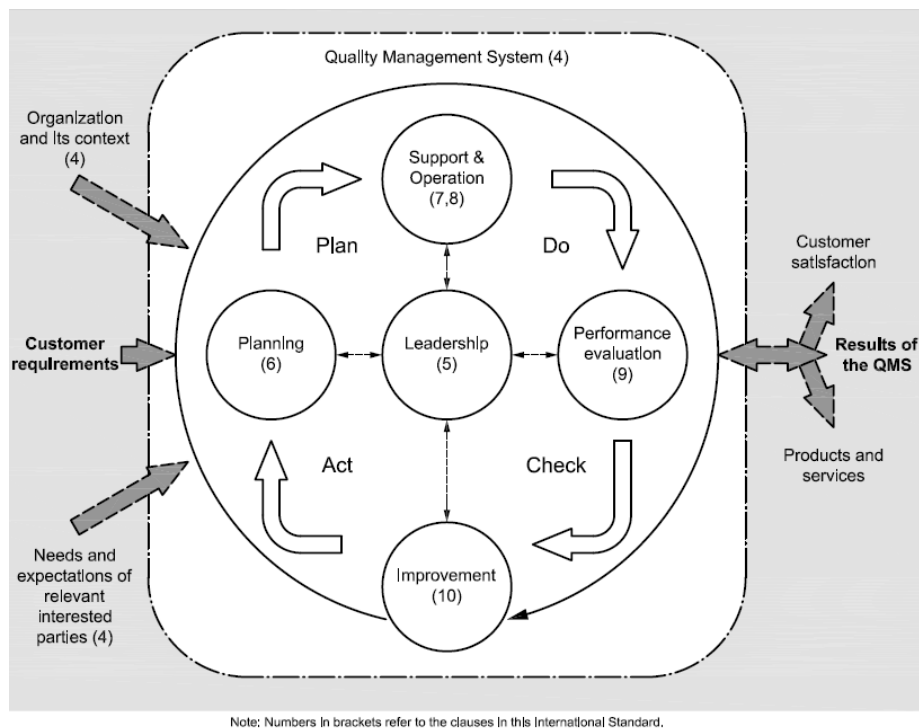 Quality Management System (4)
Organization
and its context
(4)
Support &
Operation
(7,8)
Plan
Do
Customer
satisfaction
Customer
requirements
Planning
(6)
Leadership
(5)
Performance
evaluation
(9)
Results of
the QMS
Act
Check
Products and
services
Needs and
expectations of
relevant
interested
parties (4)
Improvement
(10)
Note: Numbers in brackets refer to the clauses in this International Standard.